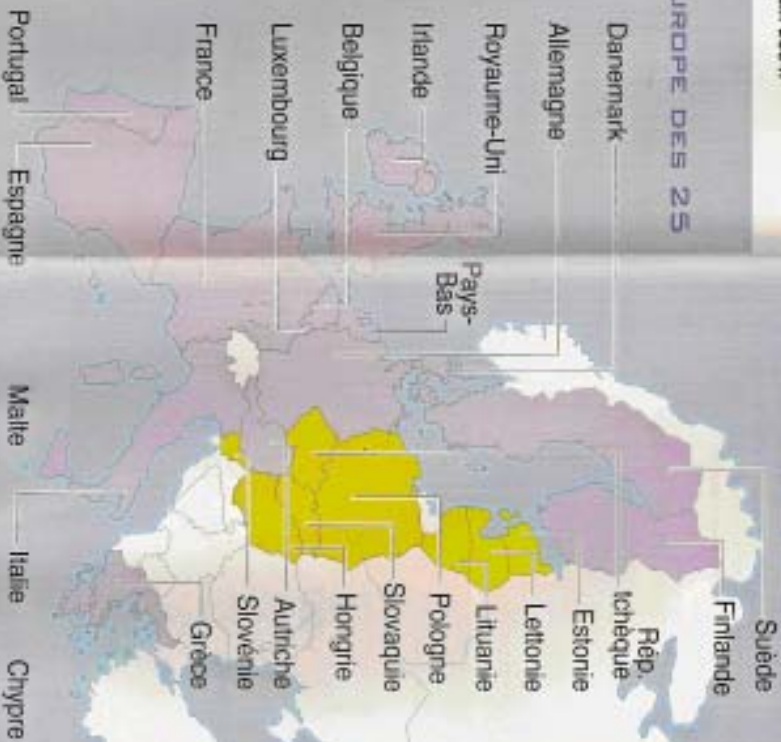 UROPE DES 25
Danemark
Allemagne
Royaume-Uni
Irlande
Belgique
Luxembourg
France
Pays-
Bas
Suède
Finlande
Rép.
tchèque
Estonie
Lettonie
Lituanie
Pologne
Slovaquie
Hongrie
Autriche
Slovénie
Grèce
Portugal
Espagne
Malte
Italie
Chypre